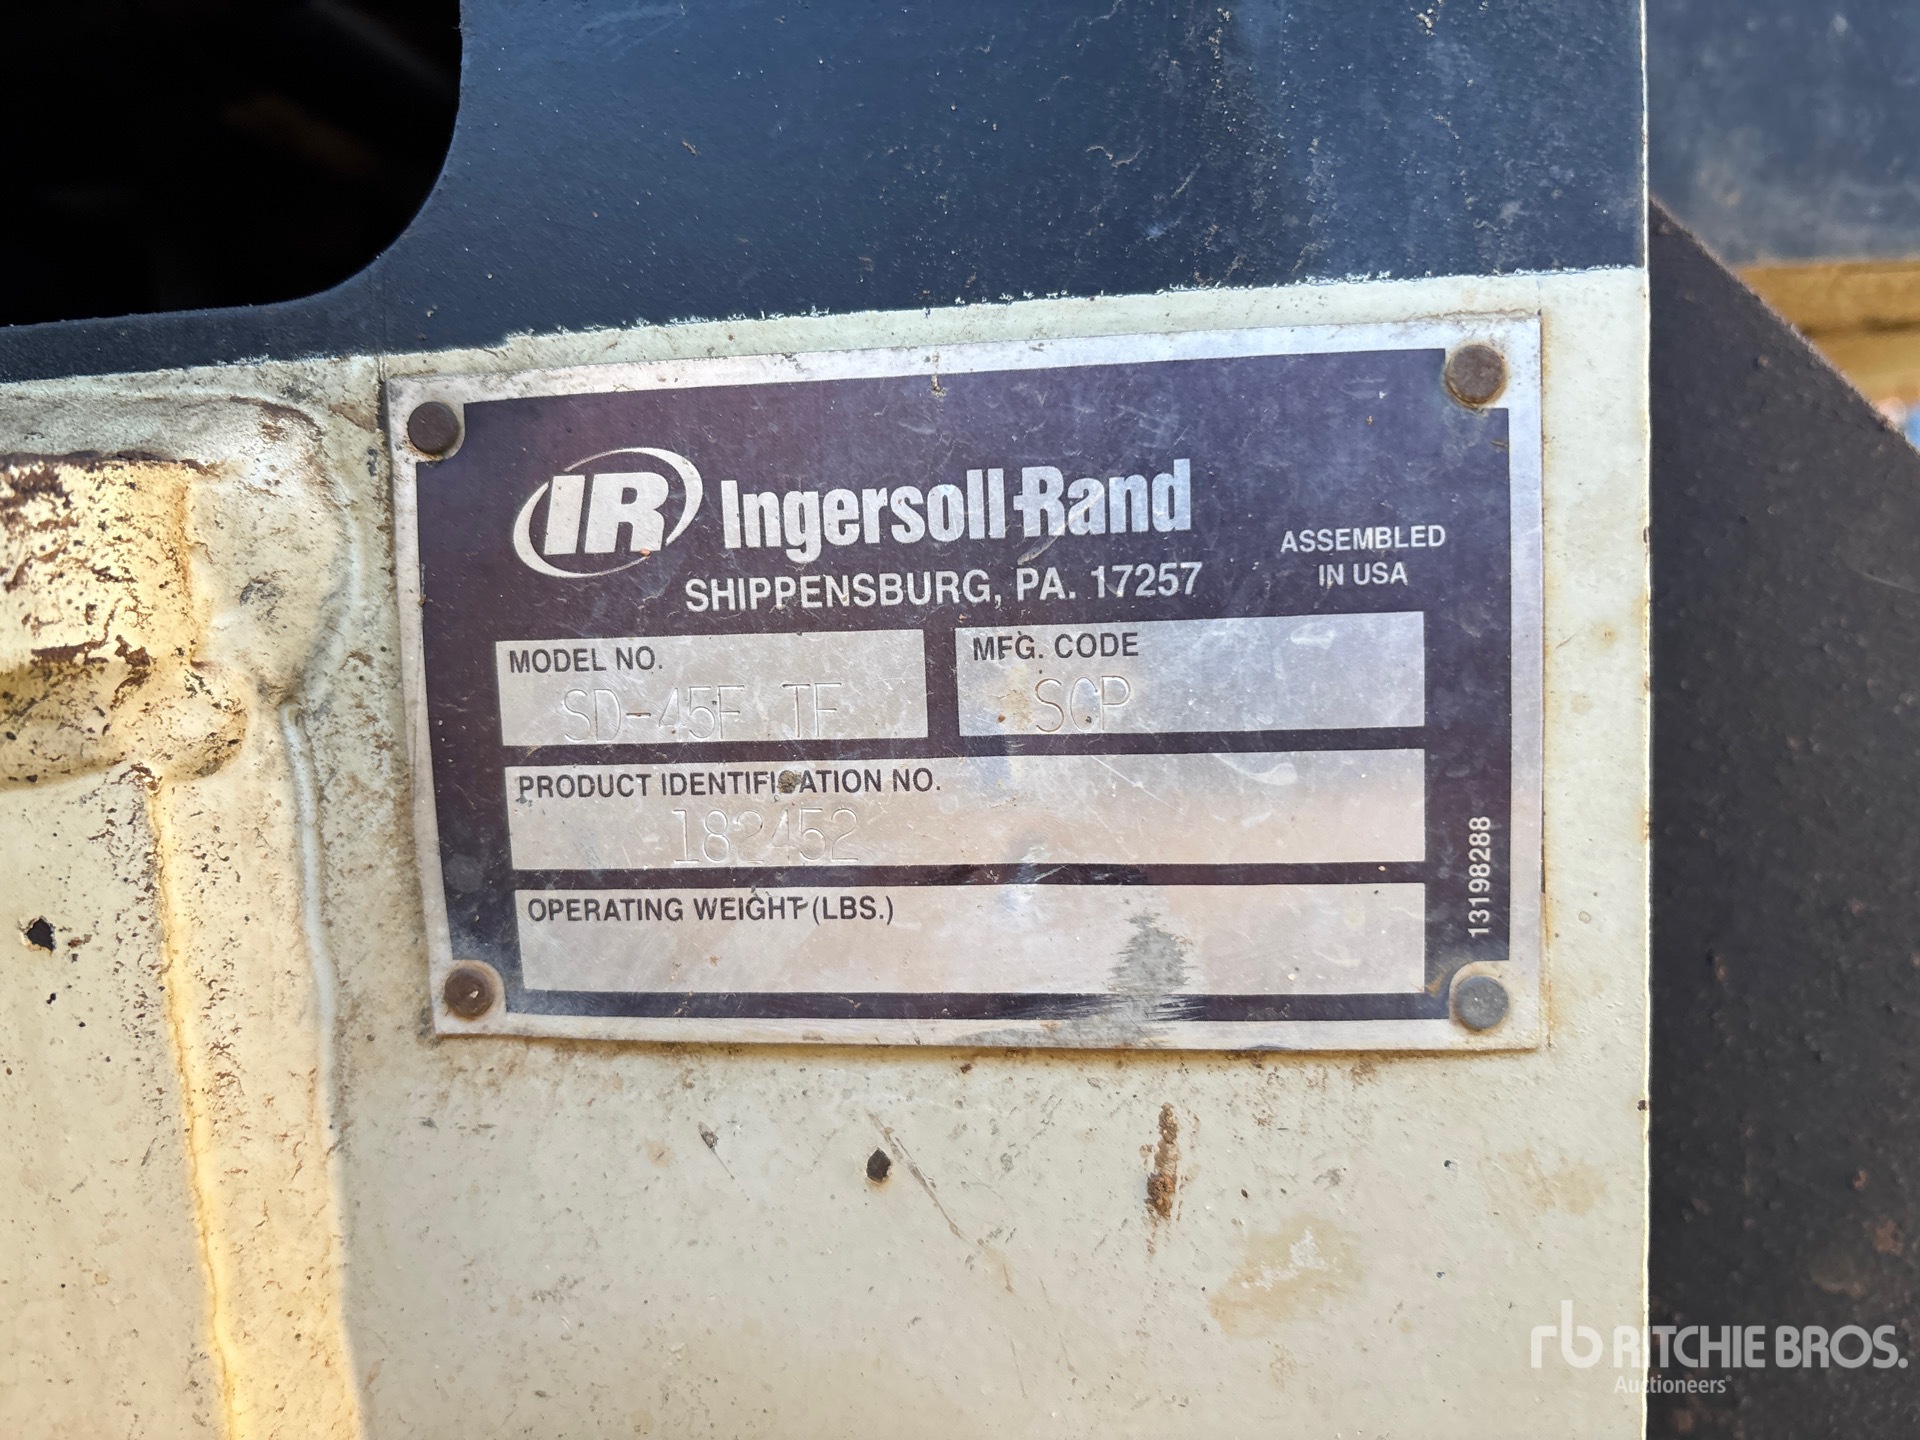 IR Ingersoll-Rand
SHIPPENSBURG, PA. 17257
ASSEMBLED
IN USA
MODEL NO.
SD-45F TF
MFG. CODE
SCP
PRODUCT IDENTIFICATION NO.
182452
OPERATING WEIGHT (LBS.)
13198288
rb RITCHIE BROS.
Auctioneers